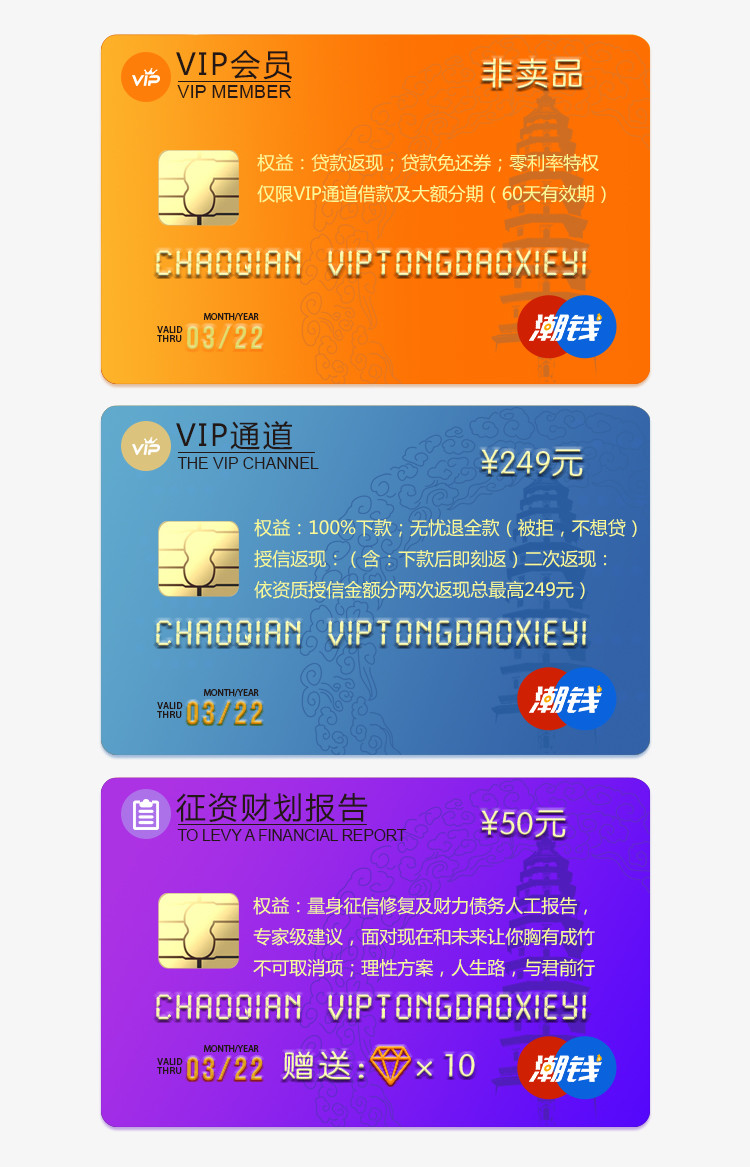 VIP
VIP会员
VIP MEMBER
非卖品
权益：贷款返现；贷款免还券；零利率特权
仅限VIP通道借款及大额分期（60天有效期）
CHAOQIAN VIPTONGDAOXIEYI
MONTH/YEAR
VALID
THRU
03/22
潮钱
VIP
VIP通道
THE VIP CHANNEL
¥249元
权益：100%下款；无忧退全款（被拒，不想贷）
授信返现：（含：下款后即刻返）二次返现：
依资质授信金额分两次返现总最高249元）
CHAOQIAN VIPTONGDAOXIEYI
MONTH/YEAR
VALID
THRU
03/22
潮钱
征资财划报告
TO LEVY A FINANCIAL REPORT
¥50元
权益：量身征信修复及财力债务人工报告，
专家级建议，面对现在和未来让你胸有成竹
不可取消项；理性方案，人生路，与君前行
CHAOQIAN VIPTONGDAOXIEYI
MONTH/YEAR
VALID
THRU
03/22
赠送:
× 10
潮钱